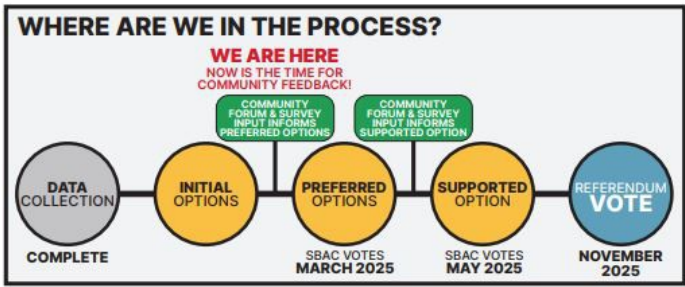 WHERE ARE WE IN THE PROCESS?
WE ARE HERE
NOW IS THE TIME FOR
COMMUNITY FEEDBACK!
COMMUNITY
FORUM & SURVEY
INPUT INFORMS
PREFERRED OPTIONS
COMMUNITY
FORUM & SURVEY
INPUT INFORMS
SUPPORTED OPTION
DATA
COLLECTION
COMPLETE
INITIAL
OPTIONS
PREFERRED
OPTIONS
SBAC VOTES
MARCH 2025
SUPPORTED
OPTION
SBAC VOTES
MAY 2025
REFERENDUM
VOTE
NOVEMBER
2025